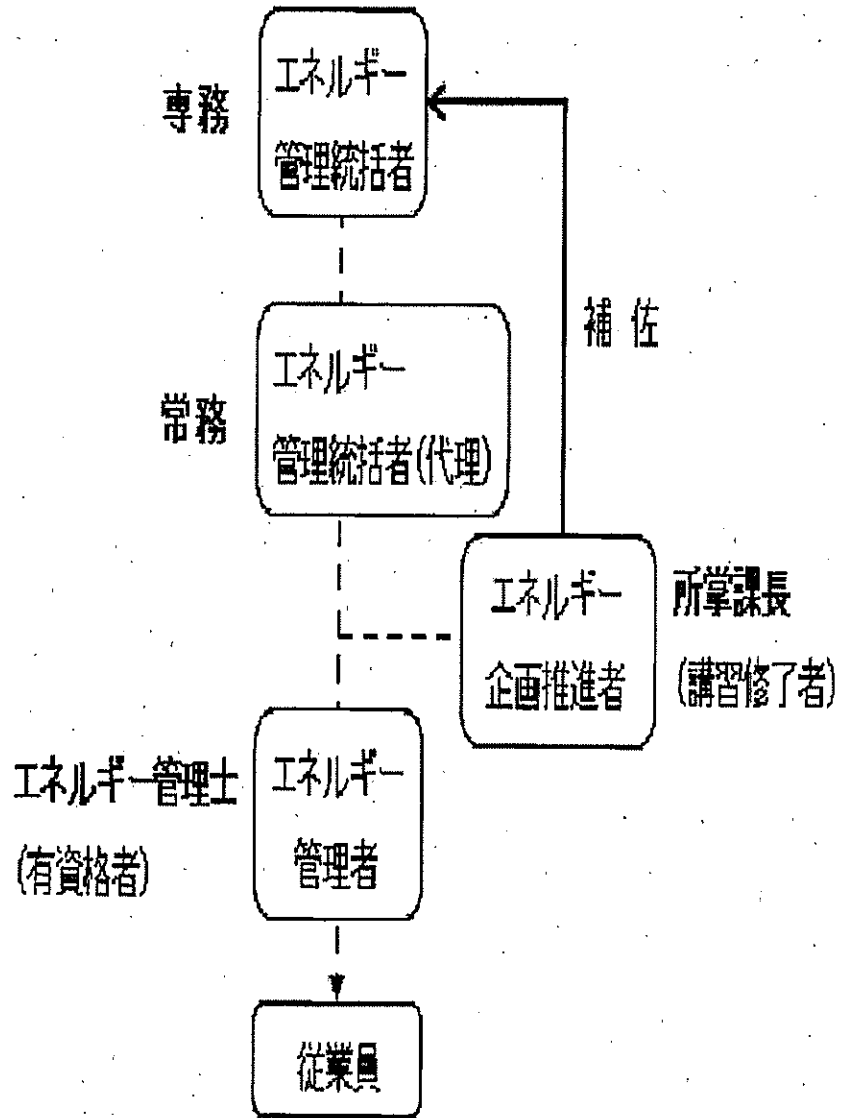 専務
エネルギー
管理統括者
補佐
常務
エネルギー
管理統括者(代理)
エネルギー
企画推進者
所掌課長
(講習修了者)
エネルギー管理士
(有資格者)
エネルギー
管理者
従業員